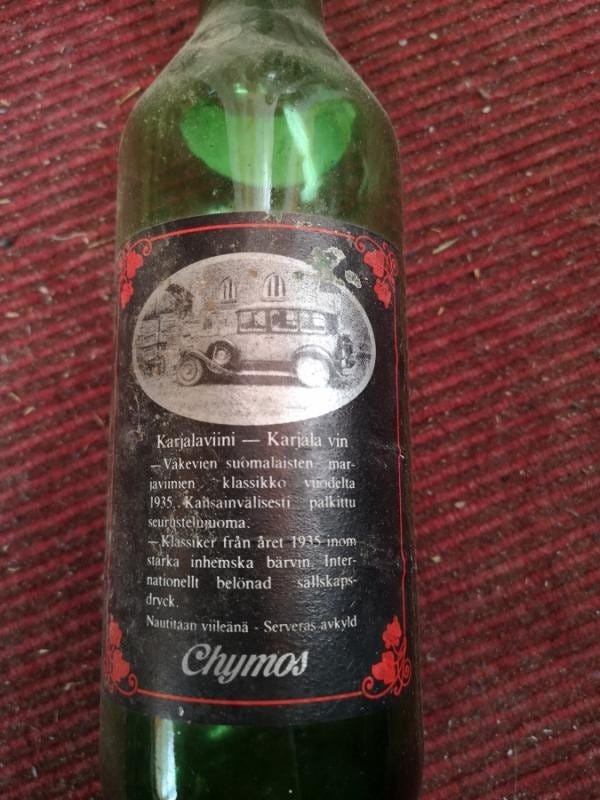 Karjalaviini — Karjala vin
— Väkevien suomalaisten mar-
javiinien klassikko vuodelta
1935. Kansainvälisesti palkittu
seurustelujuoma.
— Klassiker från året 1935 inom
starka inhemska bärvin. Inter-
nationellt belönad sällskaps-
dryck.
Nautitaan viileänä - Serveras avkyld
Chymos